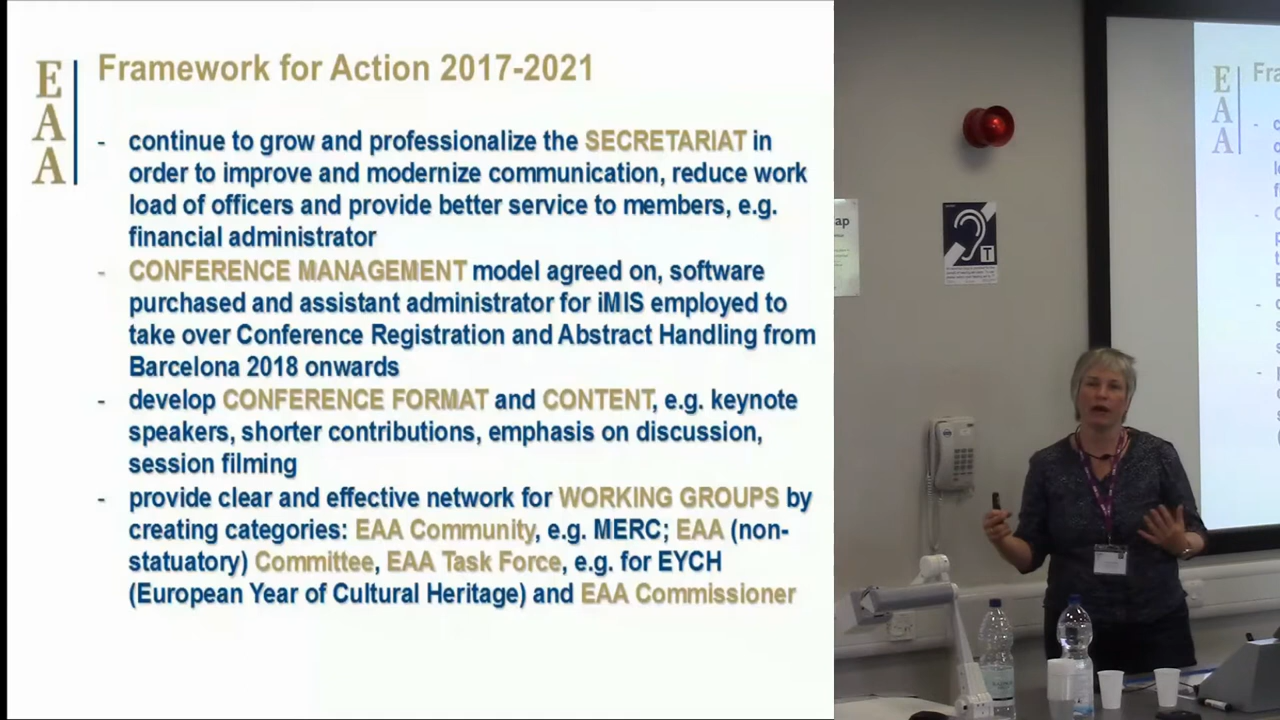 E
A
A
Framework for Action 2017-2021
- continue to grow and professionalize the SECRETARIAT in
order to improve and modernize communication, reduce work
load of officers and provide better service to members, e.g.
financial administrator
- CONFERENCE MANAGEMENT model agreed on, software
purchased and assistant administrator for iMIS employed to
take over Conference Registration and Abstract Handling from
Barcelona 2018 onwards
- develop CONFERENCE FORMAT and CONTENT, e.g. keynote
speakers, shorter contributions, emphasis on discussion,
session filming
- provide clear and effective network for WORKING GROUPS by
creating categories: EAA Community, e.g. MERC; EAA (non-
statuatory) Committee, EAA Task Force, e.g. for EYCH
(European Year of Cultural Heritage) and EAA Commissioner
T
E
A
A
Fra